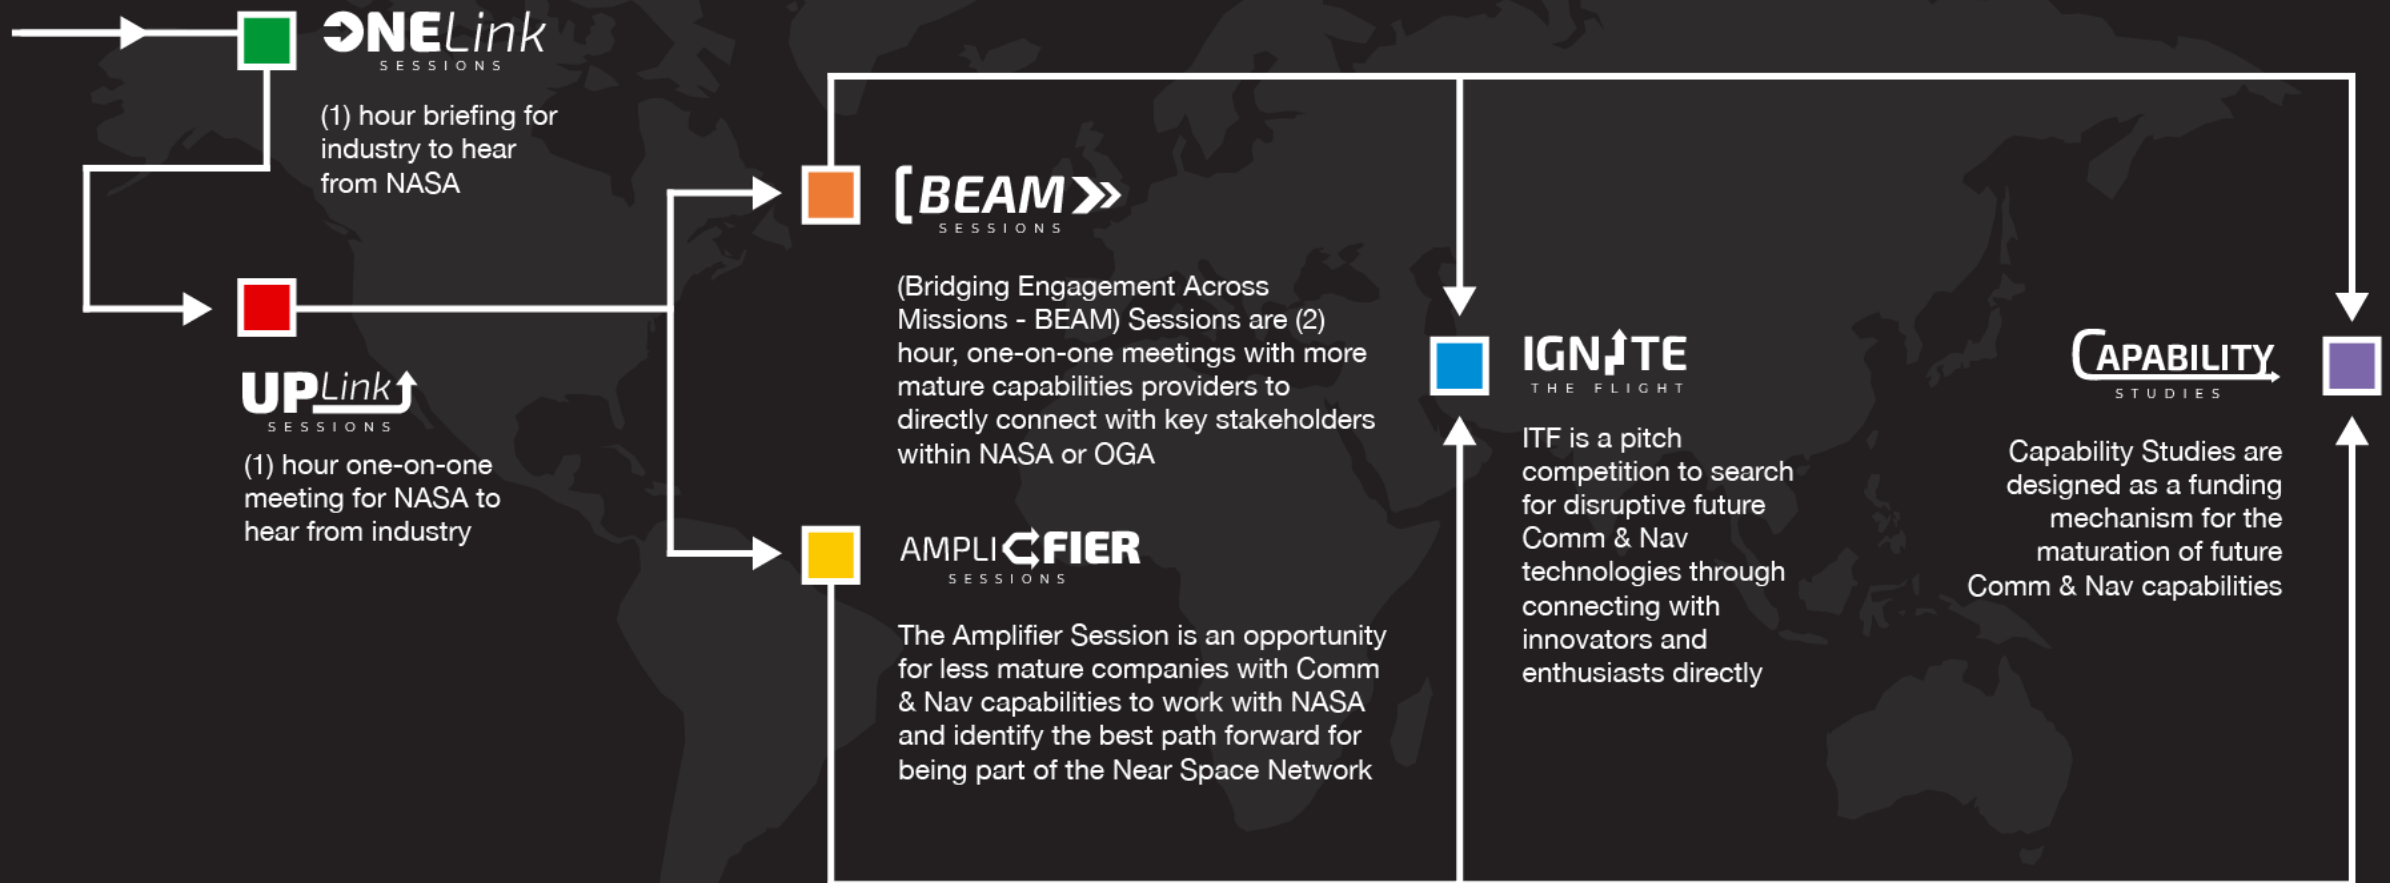 ONELink
SESSIONS
(1) hour briefing for
industry to hear
from NASA
UPLink
SESSIONS
(1) hour one-on-one
meeting for NASA to
hear from industry
BEAM
SESSIONS
(Bridging Engagement Across
Missions - BEAM) Sessions are (2)
hour, one-on-one meetings with more
mature capabilities providers to
directly connect with key stakeholders
within NASA or OGA
AMPLIFIER
SESSIONS
The Amplifier Session is an opportunity
for less mature companies with Comm
& Nav capabilities to work with NASA
and identify the best path forward for
being part of the Near Space Network
IGNITE
THE FLIGHT
ITF is a pitch
competition to search
for disruptive future
Comm & Nav
technologies through
connecting with
innovators and
enthusiasts directly
CAPABILITY
STUDIES
Capability Studies are
designed as a funding
mechanism for the
maturation of future
Comm & Nav capabilities